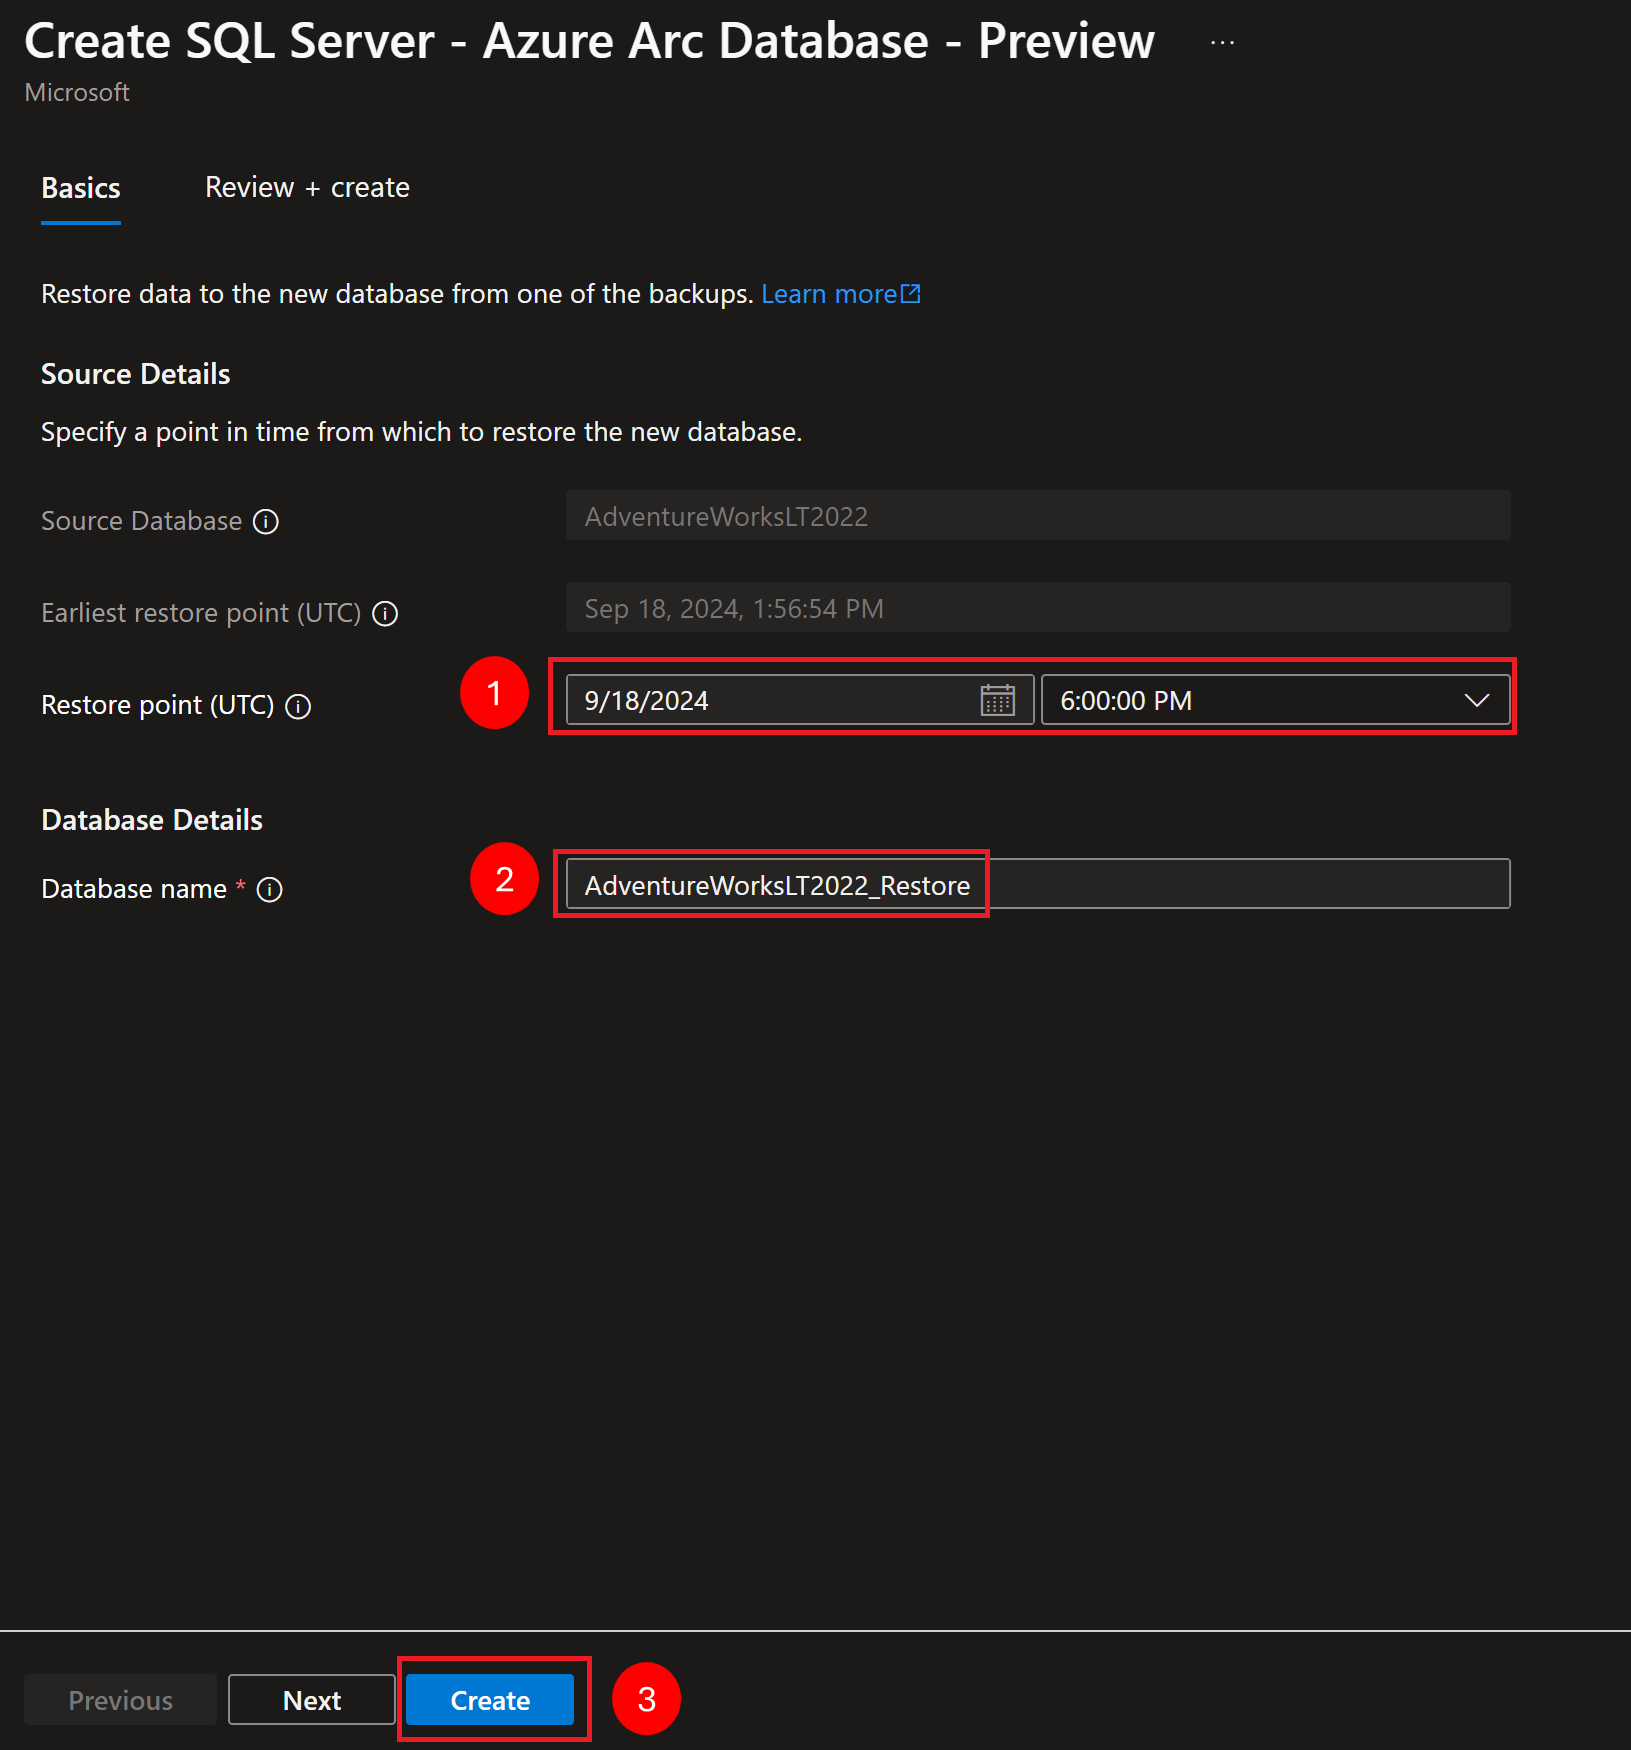 Create SQL Server - Azure Arc Database - Preview ...
Microsoft
Basics Review + create
Restore data to the new database from one of the backups. Learn more
Source Details
Specify a point in time from which to restore the new database.
Source Database AdventureWorksLT2022
Earliest restore point (UTC) Sep 18, 2024, 1:56:54 PM
Restore point (UTC) 1 9/18/2024 6:00:00 PM
Database Details
Database name * 2 AdventureWorksLT2022_Restore
Previous Next Create 3